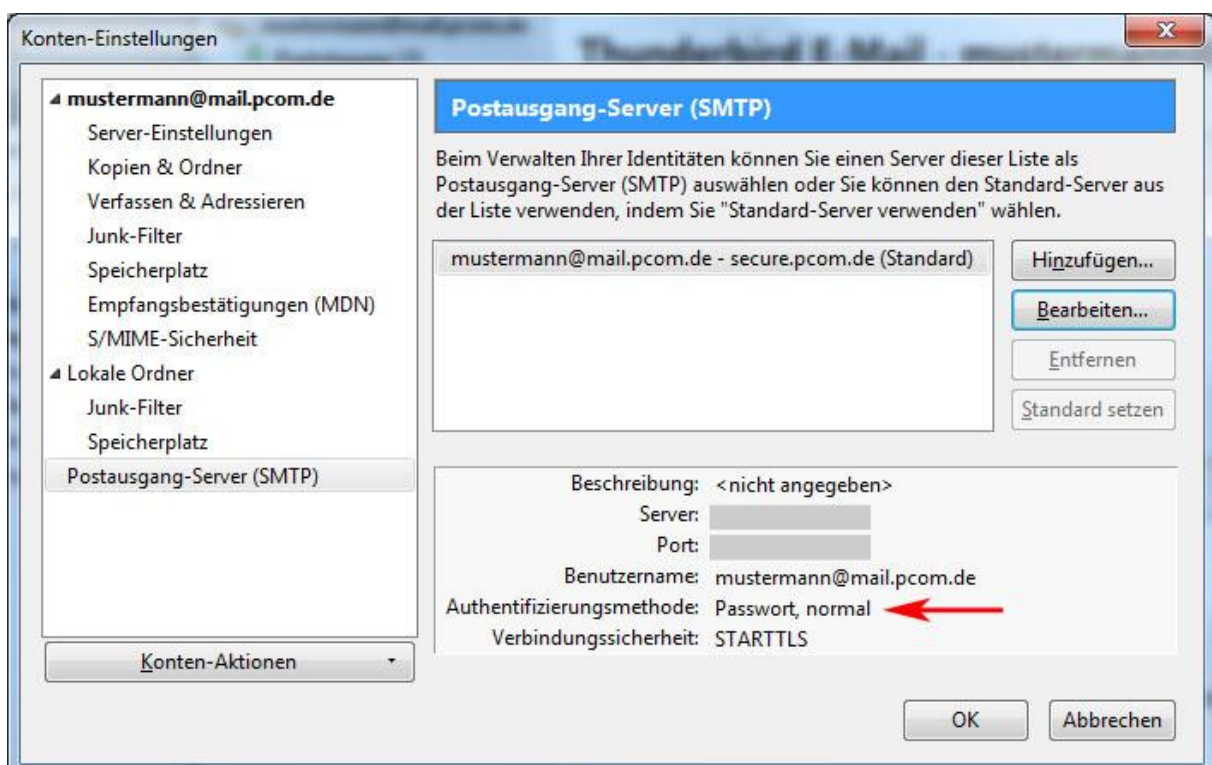 Konten-Einstellungen
mustermann@mail.pcom.de
Server-Einstellungen
Kopien & Ordner
Verfassen & Adressieren
Junk-Filter
Speicherplatz
Empfangsbestätigungen (MDN)
S/MIME-Sicherheit
Lokale Ordner
Junk-Filter
Speicherplatz
Postausgang-Server (SMTP)
Konten-Aktionen
Postausgang-Server (SMTP)
Beim Verwalten Ihrer Identitäten können Sie einen Server dieser Liste als
Postausgang-Server (SMTP) auswählen oder Sie können den Standard-Server aus
der Liste verwenden, indem Sie "Standard-Server verwenden" wählen.
mustermann@mail.pcom.de - secure.pcom.de (Standard)
Hinzufügen...
Bearbeiten...
Entfernen
Standard setzen
Beschreibung: <nicht angegeben>
Server:
Port:
Benutzername: mustermann@mail.pcom.de
Authentifizierungsmethode: Passwort, normal
Verbindungssicherheit: STARTTLS
OK
Abbrechen